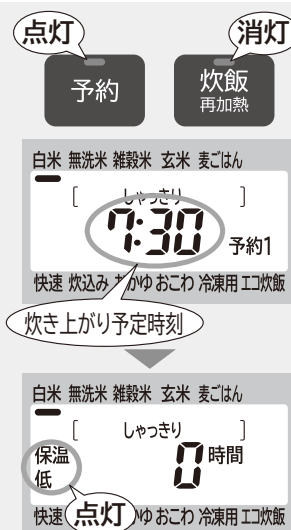 点灯 消灯
予約 炊飯
再加熱
白米 無洗米 雑穀米 玄米 麦ごはん
[ しゃっきり ]
7:30 予約1
快速 炊込み おかゆ おこわ 冷凍用 エコ炊飯
炊き上がり予定時刻
白米 無洗米 雑穀米 玄米 麦ごはん
[ しゃっきり ]
保温 0時間
低
快速 ゆ おこわ 冷凍用 エコ炊飯
点灯